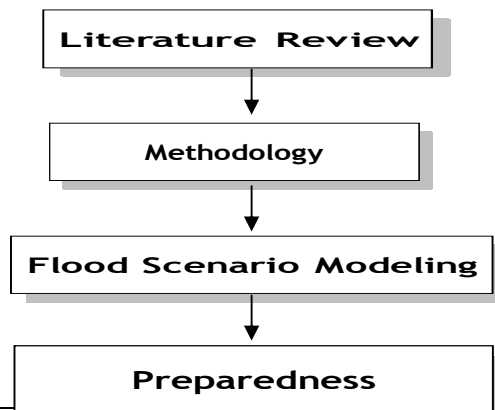 Literature Review
Methodology
Flood Scenario Modeling
Preparedness